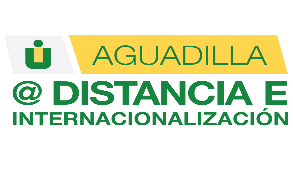 AGUADILLA
@ DISTANCIA E
INTERNACIONALIZACIÓN